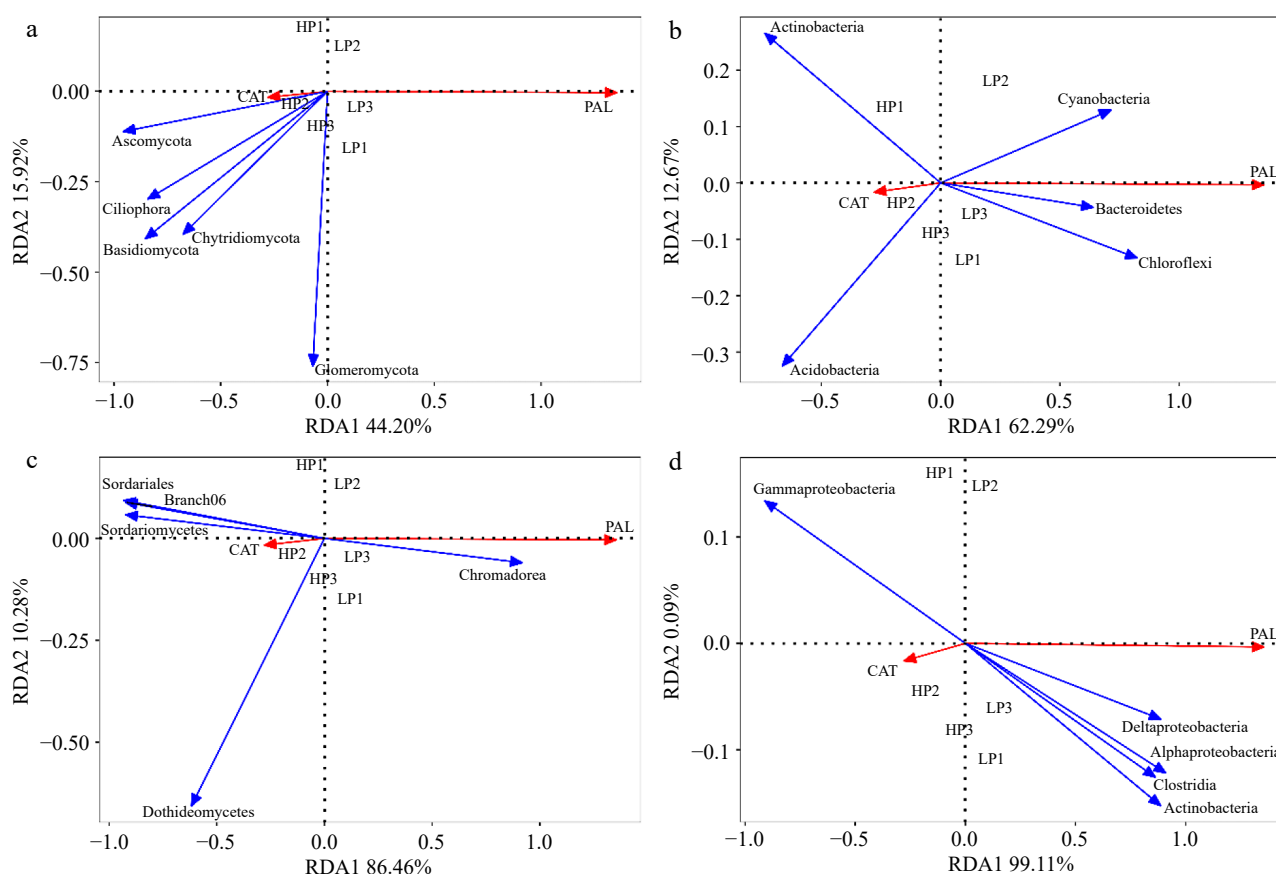 a
HP1
LP2
0.00
CAT
HP2
LP3
PAL
HP3
Ascomycota
LP1
−0.25
Ciliophora
Chytridiomycota
Basidiomycota
−0.50
−0.75
Glomeromycota
RDA2 15.92%
−1.0
−0.5
0.0
0.5
1.0
RDA1 44.20%
b
Actinobacteria
0.2
LP2
Cyanobacteria
HP1
0.1
PAL
0.0
CAT
HP2
Bacteroidetes
LP3
HP3
−0.1
LP1
Chloroflexi
−0.2
−0.3
Acidobacteria
RDA2 12.67%
−0.5
0.0
0.5
1.0
RDA1 62.29%
c
HP1
Sordariales
LP2
Branch06
Sordariomycetes
PAL
0.00
CAT
HP2
LP3
Chromadorea
HP3
LP1
−0.25
−0.50
Dothideomycetes
RDA2 10.28%
−1.0
−0.5
0.0
0.5
1.0
RDA1 86.46%
d
HP1
Gammaproteobacteria
LP2
0.1
PAL
0.0
CAT
HP2
LP3
Deltaproteobacteria
HP3
−0.1
LP1
Alphaproteobacteria
Clostridia
Actinobacteria
RDA2 0.09%
−1.0
−0.5
0.0
0.5
1.0
RDA1 99.11%